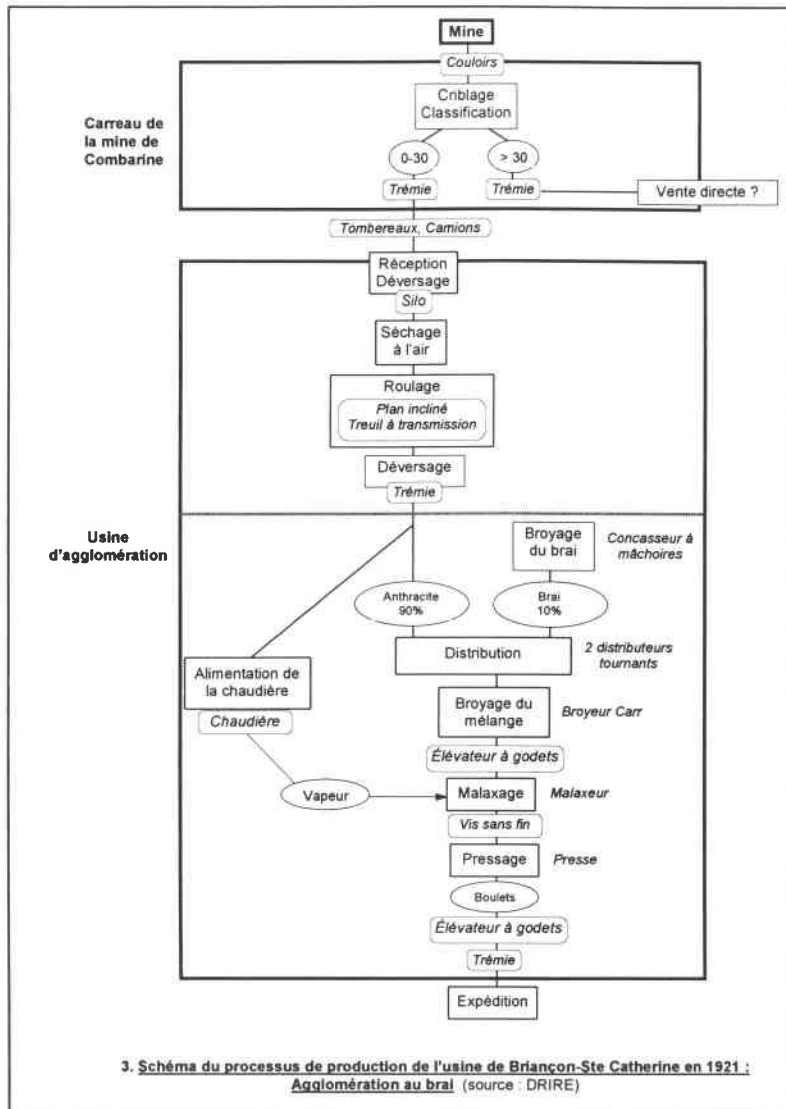 Mine
Couloirs
Criblage
Classification
Carreau de
la mine de
Combarine
0-30
> 30
Trémie
Trémie
Vente directe ?
Tombereaux, Camions
Réception
Déversage
Silo
Séchage
à l'air
Roulage
Plan incliné
Treuil à transmission
Déversage
Trémie
Usine
d'agglomération
Broyage
du brai
Concasseur à
mâchoires
Anthracite
90%
Brai
10%
Distribution
2 distributeurs
tournants
Alimentation de
la chaudière
Chaudière
Broyage du
mélange
Broyeur Carr
Élévateur à godets
Vapeur
Malaxage
Malaxeur
Vis sans fin
Pressage
Presse
Boulets
Élévateur à godets
Trémie
Expédition
3. Schéma du processus de production de l'usine de Briançon-Ste Catherine en 1921 :
Agglomération au brai (source : DRIRE)